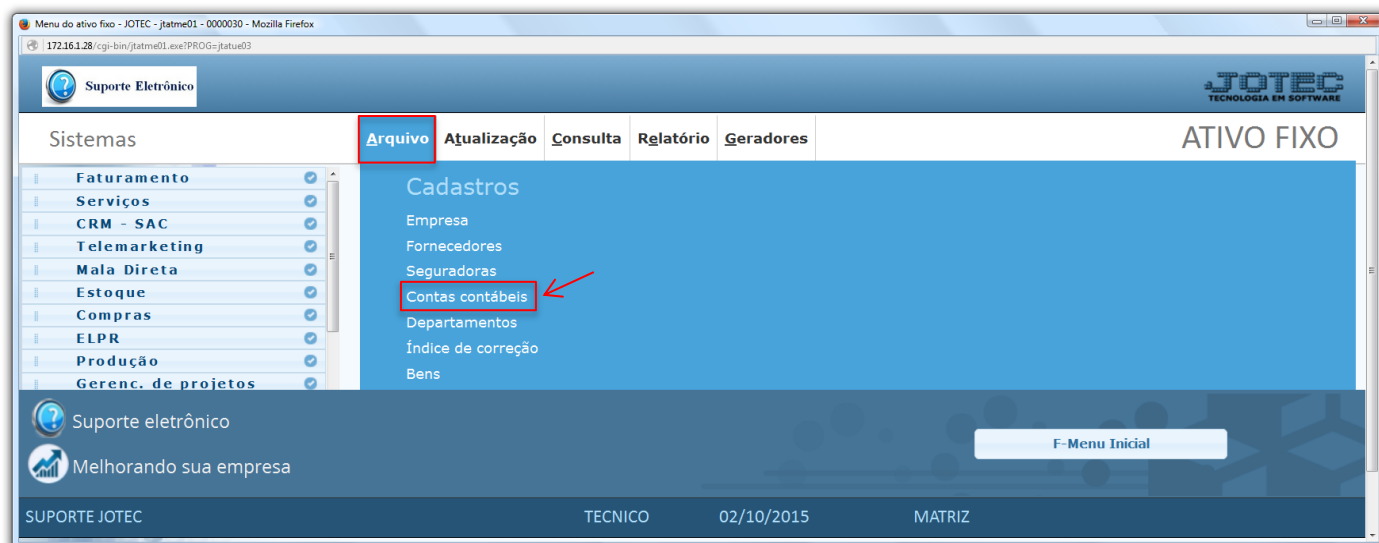 Menu do ativo fixo - JOTEC - jtatme01 - 0000030 - Mozilla Firefox
172.16.1.28/cgi-bin/jtatme01.exe?PROG=jtatue03
Suporte Eletrônico
JOTEC
TECNOLOGIA EM SOFTWARE
Sistemas
Arquivo Atualização Consulta Relatório Geradores
ATIVO FIXO
Faturamento
Serviços
CRM - SAC
Telemarketing
Mala Direta
Estoque
Compras
ELPR
Produção
Gerenc. de projetos
Cadastros
Empresa
Fornecedores
Seguradoras
Contas contábeis
Departamentos
Índice de correção
Bens
Suporte eletrônico
Melhorando sua empresa
F-Menu Inicial
SUPORTE JOTEC TECNICO 02/10/2015 MATRIZ